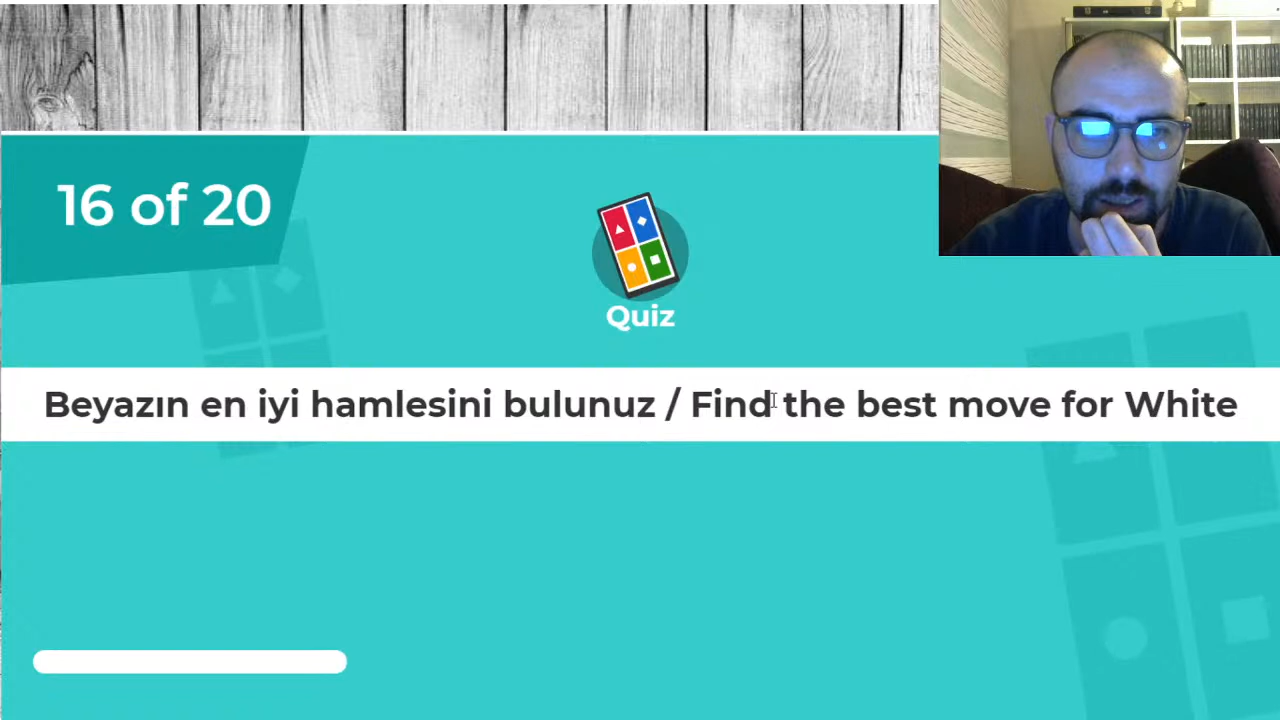 16 of 20
Quiz
Beyazın en iyi hamlesini bulunuz / Find the best move for White